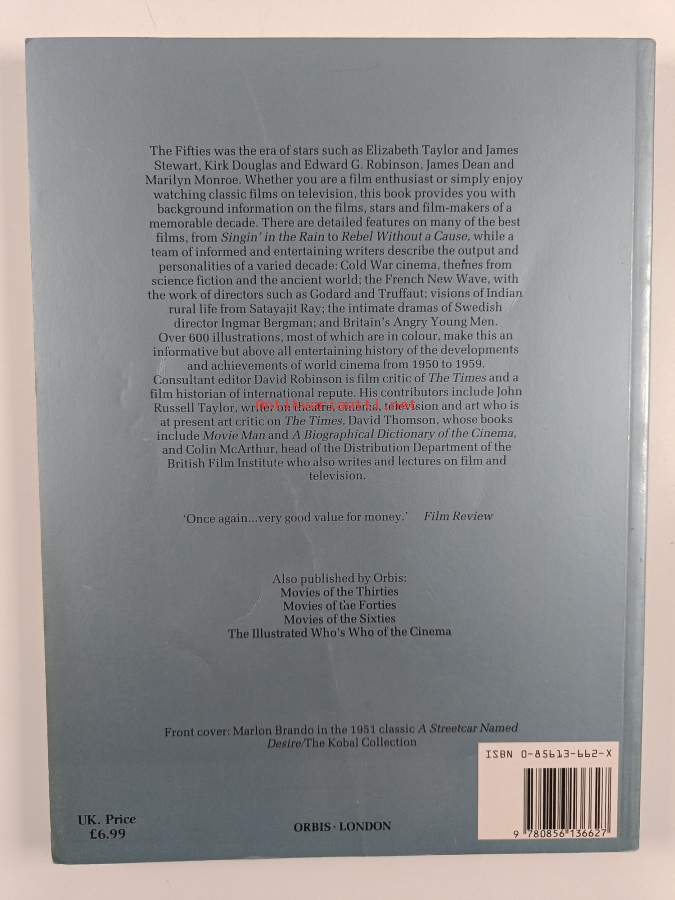 The Fifties was the era of stars such as Elizabeth Taylor and James
Stewart, Kirk Douglas and Edward G. Robinson, James Dean and
Marilyn Monroe. Whether you are a film enthusiast or simply enjoy
watching classic films on television, this book provides you with
background information on the films, stars and film-makers of a
memorable decade. There are detailed features on many of the best
films, from Singin' in the Rain to Rebel Without a Cause, while a
team of informed and entertaining writers describe the output and
personalities of a varied decade: Cold War cinema, themes from
science fiction and the ancient world; the French New Wave, with
the work of directors such as Godard and Truffaut; visions of Indian
rural life from Satayajit Ray; the intimate dramas of Swedish
director Ingmar Bergman; and Britain's Angry Young Men.
Over 600 illustrations, most of which are in colour, make this an
informative but above all entertaining history of the developments
and achievements of world cinema from 1950 to 1959.
Consultant editor David Robinson is film critic of The Times and a
film historian of international repute. His contributors include John
Russell Taylor, writer on theatre, cinema, television and art who is
at present art critic on The Times, David Thomson, whose books
include Movie Man and A Biographical Dictionary of the Cinema,
and Colin McArthur, head of the Distribution Department of the
British Film Institute who also writes and lectures on film and
television.
'Once again...very good value for money.' Film Review
Also published by Orbis:
Movies of the Thirties
Movies of the Forties
Movies of the Sixties
The Illustrated Who's Who of the Cinema
Front cover: Marlon Brando in the 1951 classic A Streetcar Named
Desire/The Kobal Collection
ISBN 0-85613-662-X
9 780856 136627
UK. Price
£6.99
ORBIS · LONDON